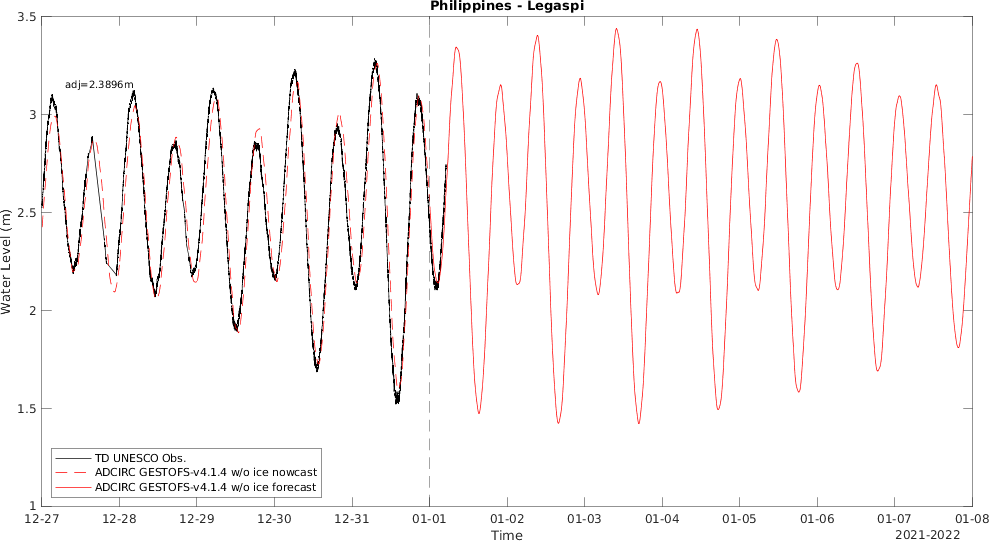 Philippines - Legaspi
3.5
adj=2.3896m
3
2.5
Water Level (m)
2
1.5
TD UNESCO Obs.
ADCIRC GESTOFS-v4.1.4 w/o ice nowcast
ADCIRC GESTOFS-v4.1.4 w/o ice forecast
1
12-27 12-28 12-29 12-30 12-31 01-01 01-02 01-03 01-04 01-05 01-06 01-07 01-08
Time
2021-2022